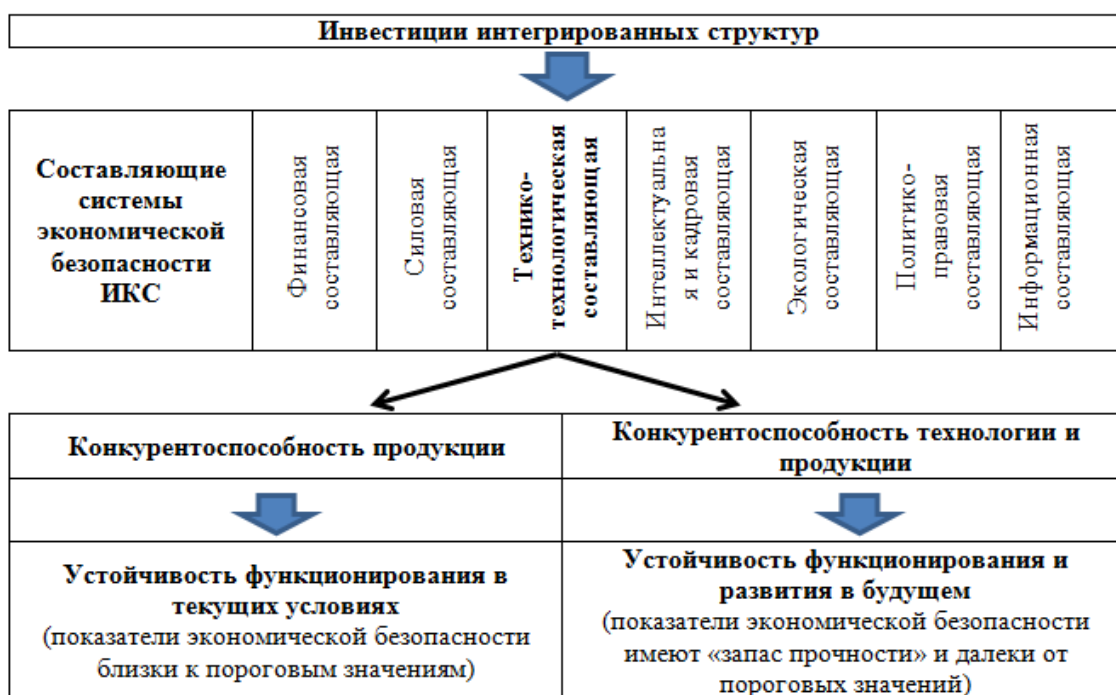 Инвестиции интегрированных структур
Составляющие
системы
экономической
безопасности
ИКС
Финансовая
составляющая
Силовая
составляющая
Технико-
технологическая
составляющая
Интеллектуальна
я и кадровая
составляющая
Экологическая
составляющая
Политико-
правовая
составляющая
Информационная
составляющая
Конкурентоспособность продукции
Конкурентоспособность технологии и
продукции
Устойчивость функционирования в
текущих условиях
(показатели экономической безопасности
близки к пороговым значениям)
Устойчивость функционирования и
развития в будущем
(показатели экономической безопасности
имеют «запас прочности» и далеки от
пороговых значений)